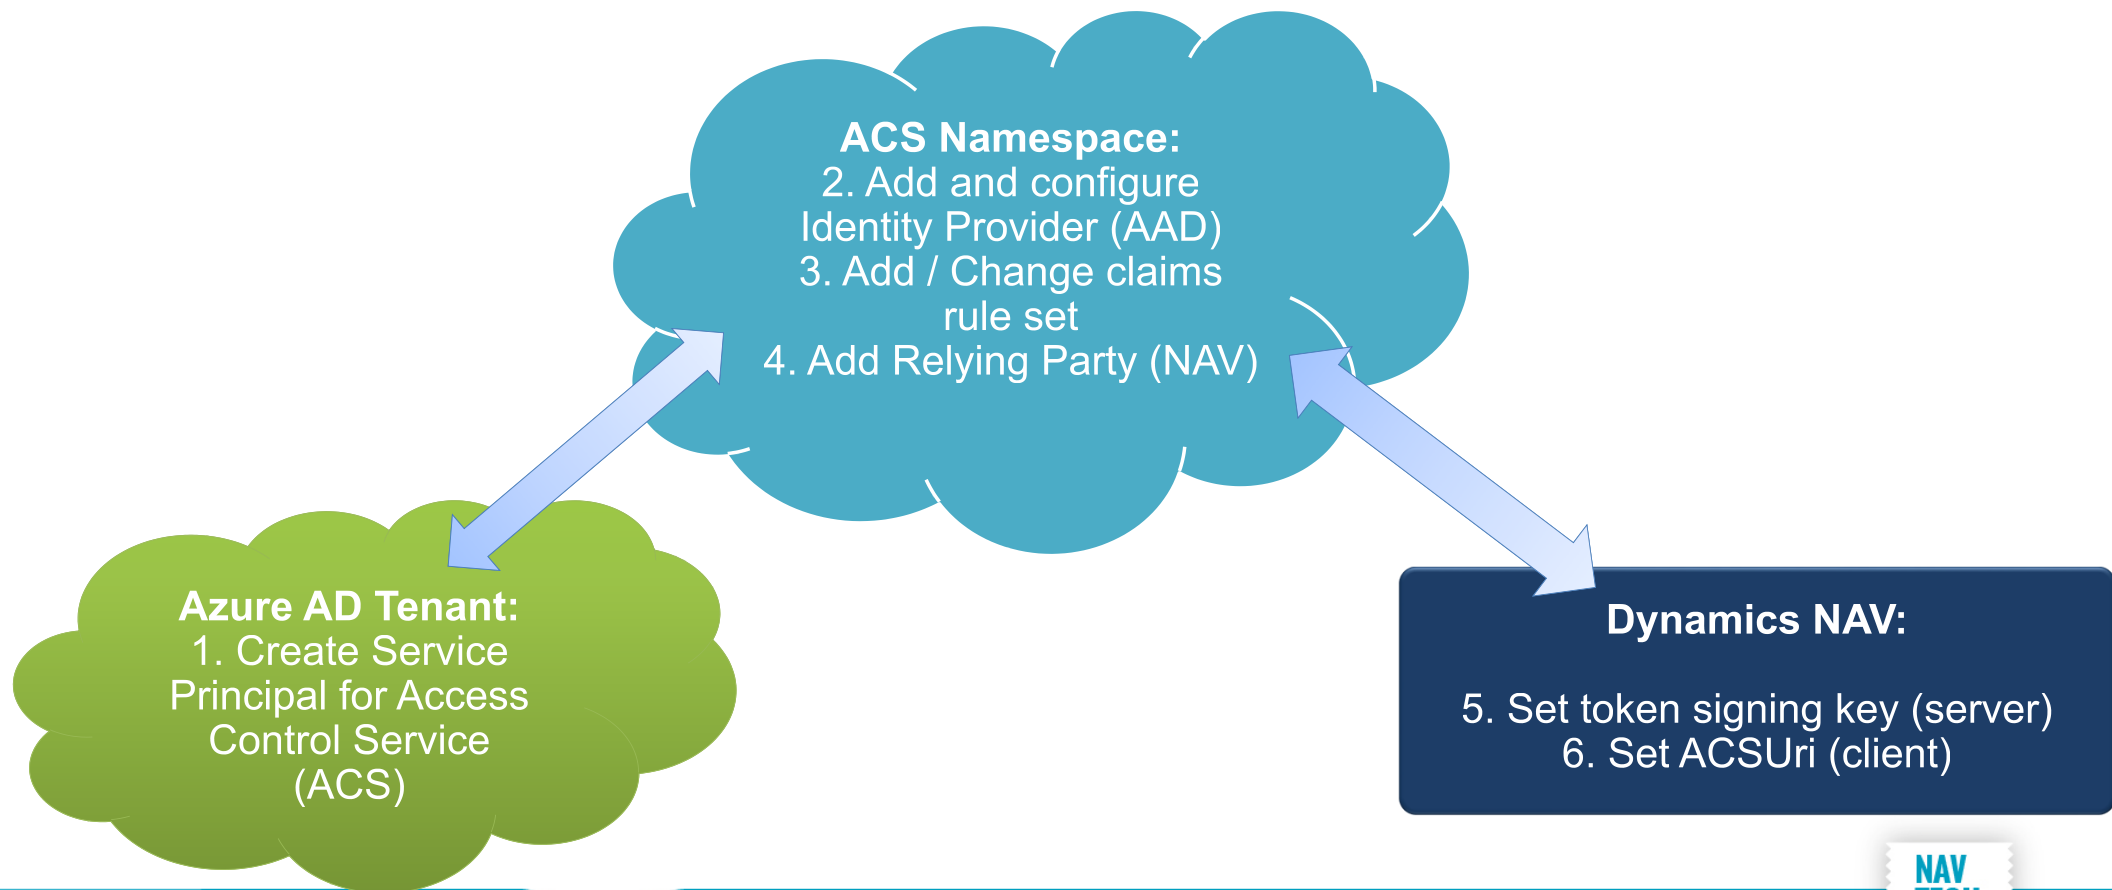 ACS Namespace:
2. Add and configure
Identity Provider (AAD)
3. Add / Change claims
rule set
4. Add Relying Party (NAV)
Azure AD Tenant:
1. Create Service
Principal for Access
Control Service
(ACS)
Dynamics NAV:
5. Set token signing key (server)
6. Set ACSUri (client)
NAV